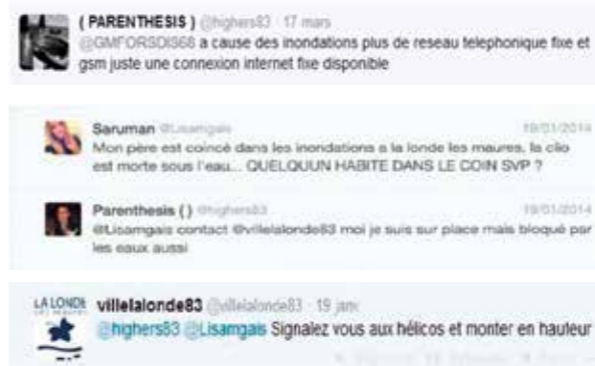 ( PARENTHESIS ) @highers83 · 17 mars
@GMFORSDIS68 a cause des inondations plus de reseau telephonique fixe et
gsm juste une connexion internet fixe disponible
Saruman @Lisamgais 19/01/2014
Mon père est coincé dans les inondations a la londe les maures, la clio
est morte sous l'eau... QUELQUUN HABITE DANS LE COIN SVP ?
Parenthesis ( ) @highers83 19/01/2014
@Lisamgais contact @villelalonde83 moi je suis sur place mais bloqué par
les eaux aussi
LA LONDE
LES MAURES
villelalonde83 @villelalonde83 · 19 janv.
@highers83 @Lisamgais Signalez vous aux hélicos et monter en hauteur